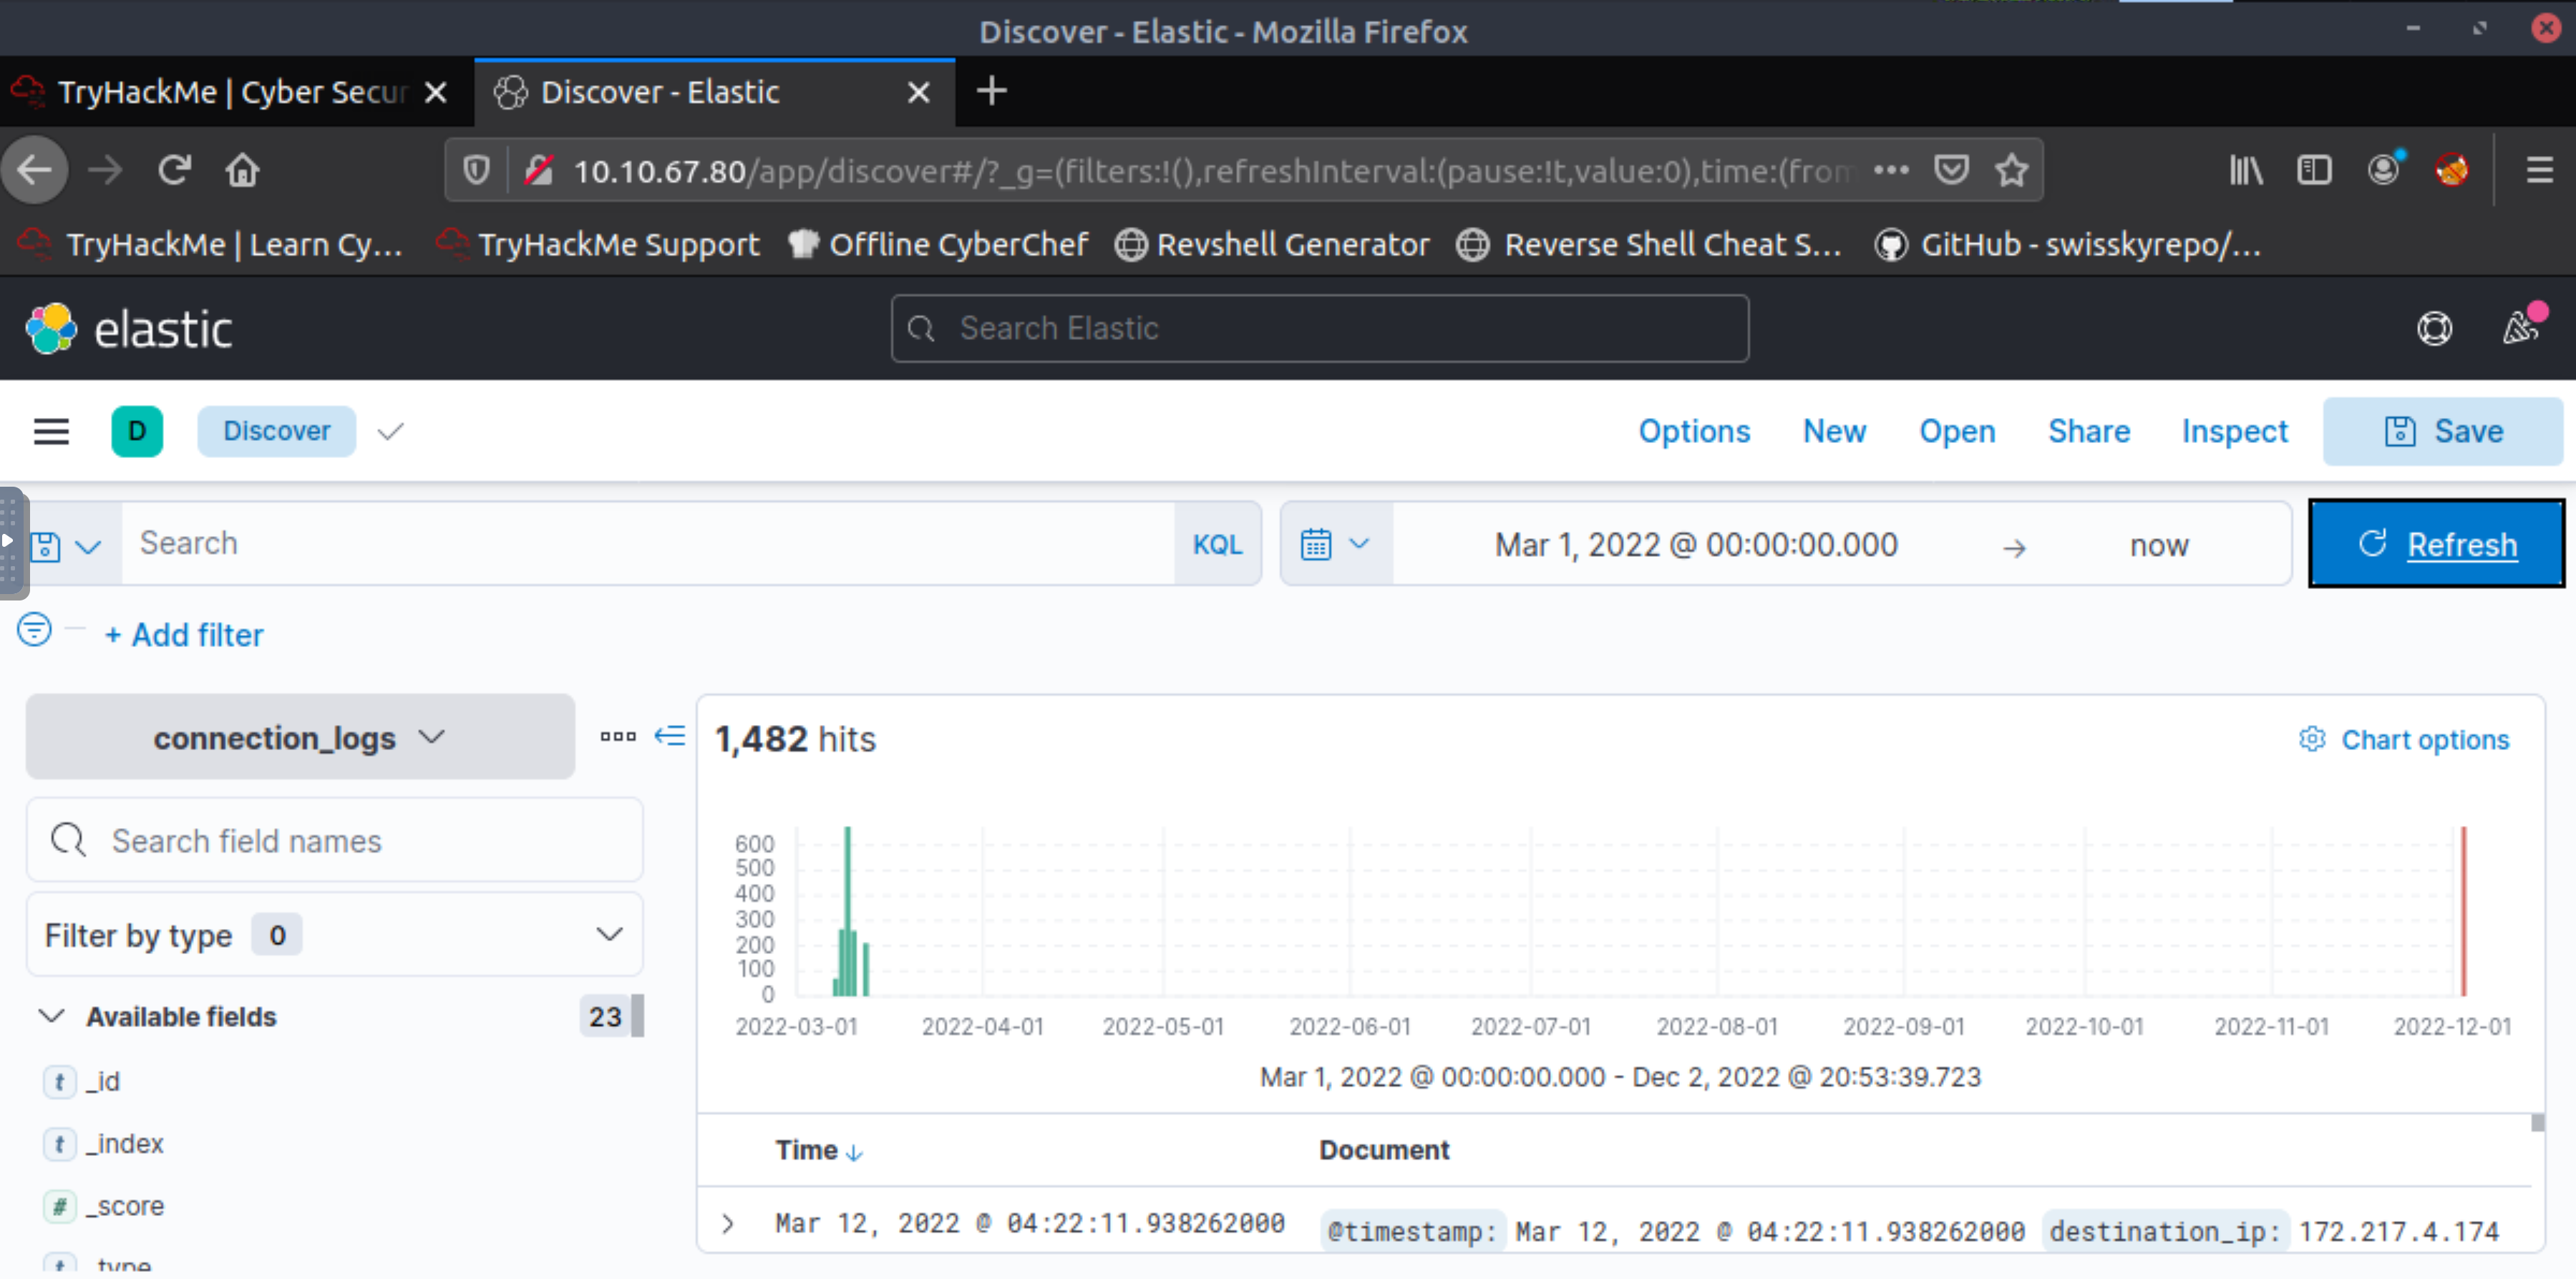 Discover - Elastic - Mozilla Firefox
TryHackMe | Cyber Secur
Discover - Elastic
10.10.67.80/app/discover#/?_g=(filters:!(),refreshInterval:(pause:!t,value:0),time:(from
TryHackMe | Learn Cy...
TryHackMe Support
Offline CyberChef
Revshell Generator
Reverse Shell Cheat S...
GitHub - swisskyrepo/...
elastic
Search Elastic
D
Discover
Options
New
Open
Share
Inspect
Save
Search
KQL
Mar 1, 2022 @ 00:00:00.000
→
now
Refresh
+ Add filter
connection_logs
1,482 hits
Chart options
Search field names
Filter by type 0
Available fields 23
t _id
t _index
# _score
t _type
600
500
400
300
200
100
0
2022-03-01
2022-04-01
2022-05-01
2022-06-01
2022-07-01
2022-08-01
2022-09-01
2022-10-01
2022-11-01
2022-12-01
Mar 1, 2022 @ 00:00:00.000 - Dec 2, 2022 @ 20:53:39.723
Time ↓
Document
Mar 12, 2022 @ 04:22:11.938262000
@timestamp: Mar 12, 2022 @ 04:22:11.938262000 destination_ip: 172.217.4.174